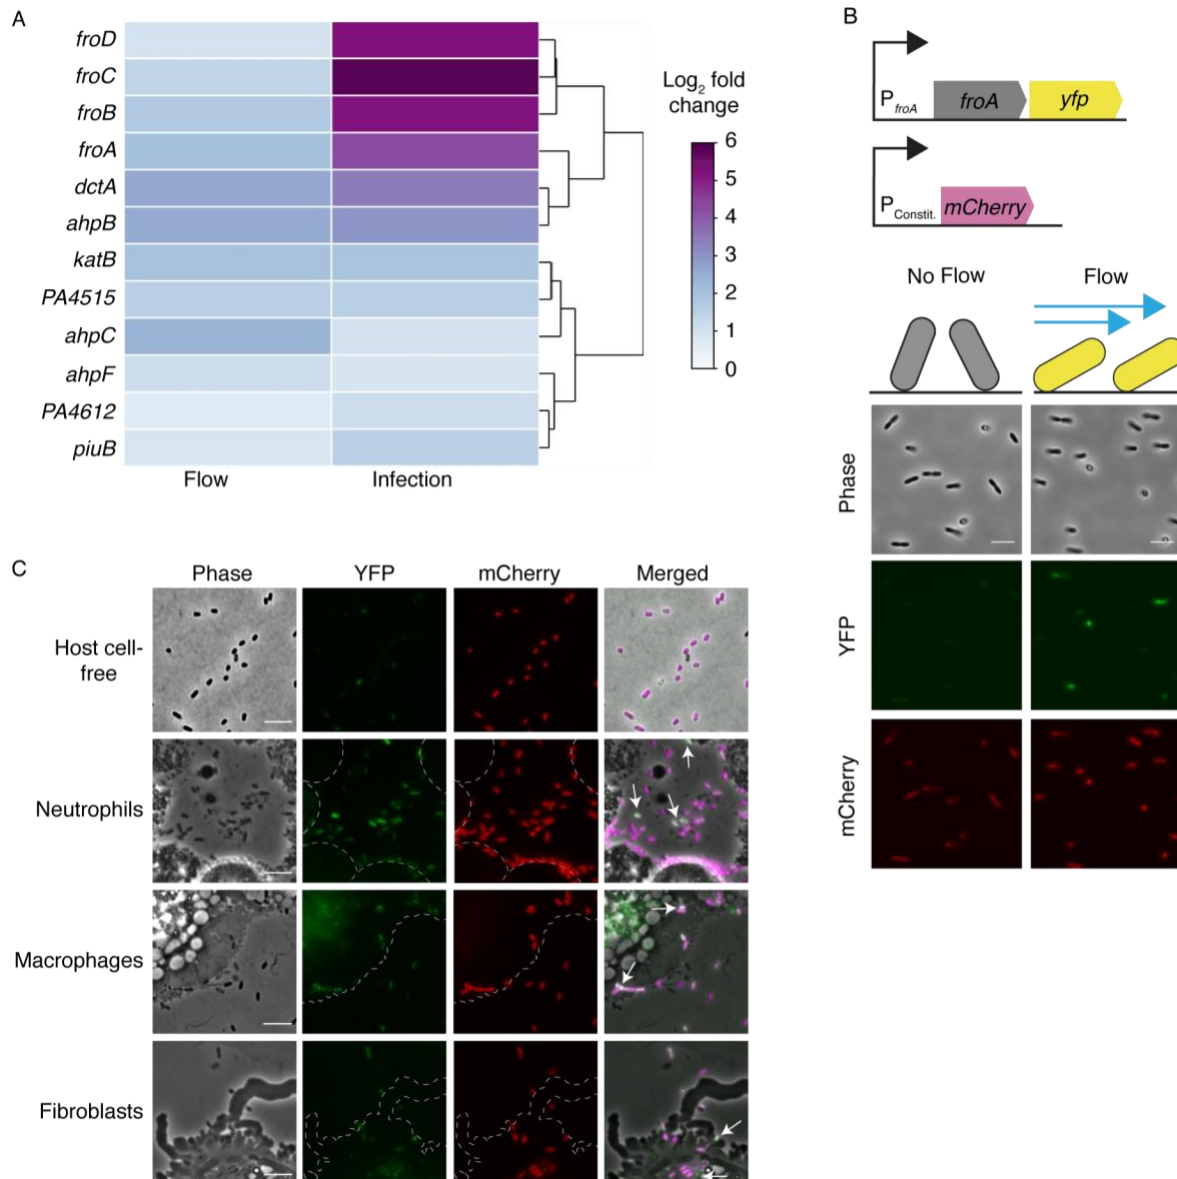 A
froD
froC
froB
froA
dctA
ahpB
katB
PA4515
ahpC
ahpF
PA4612
piuB
Flow
Infection
Log2 fold
change
6
5
4
3
2
1
0
B
PfroA
froA
yfp
PConstit.
mCherry
No Flow
Flow
Phase
YFP
mCherry
C
Phase
YFP
mCherry
Merged
Host cell-
free
Neutrophils
Macrophages
Fibroblasts